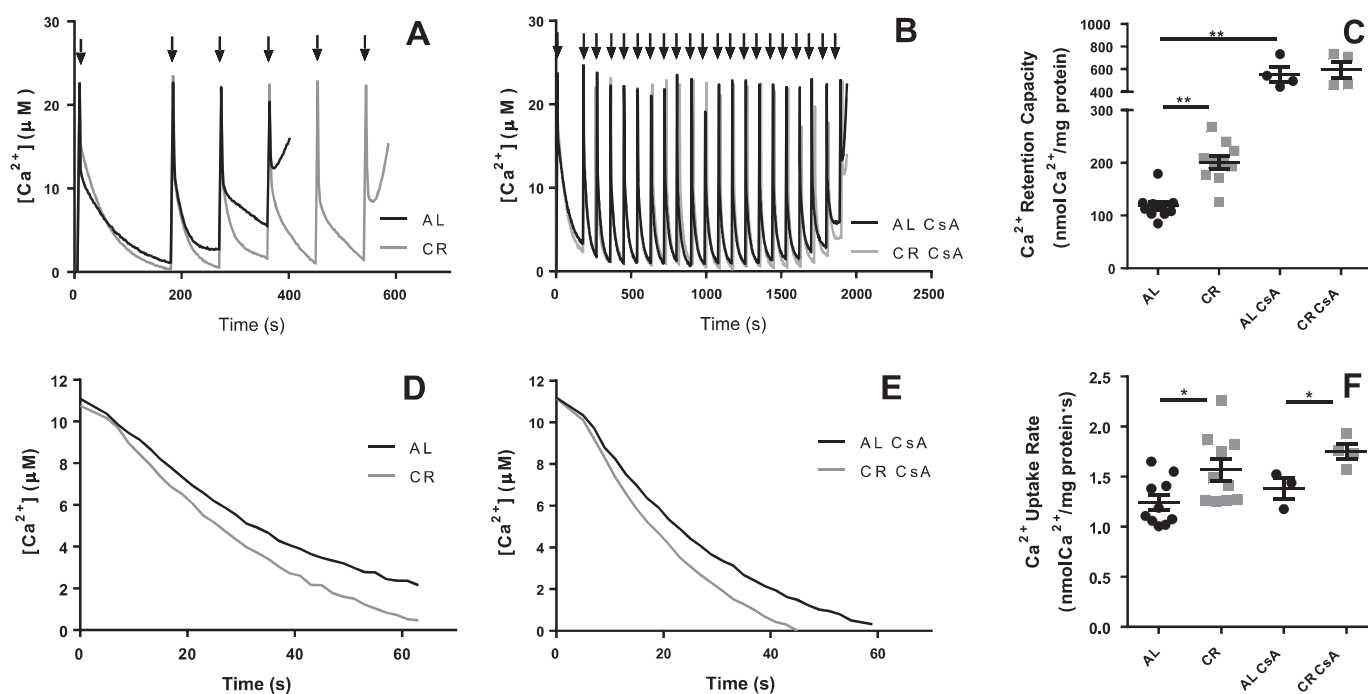 A
[Ca2+] (μM)
30
20
10
0
AL
CR
0 200 400 600
Time (s)
B
[Ca2+] (μM)
30
20
10
0
AL CsA
CR CsA
0 500 1000 1500 2000 2500
Time (s)
C
Ca2+ Retention Capacity
(nmol Ca2+/mg protein)
1000
800
600
400
300
200
100
0
**
**
AL CR AL CsA CR CsA
D
[Ca2+] (μM)
12
10
8
6
4
2
0
AL
CR
0 20 40 60
Time (s)
E
[Ca2+] (μM)
12
10
8
6
4
2
0
AL CsA
CR CsA
0 20 40 60
Time (s)
F
Ca2+ Uptake Rate
(nmolCa2+/mg protein·s)
2.5
2.0
1.5
1.0
0.5
0.0
*
*
AL CR AL CsA CR CsA